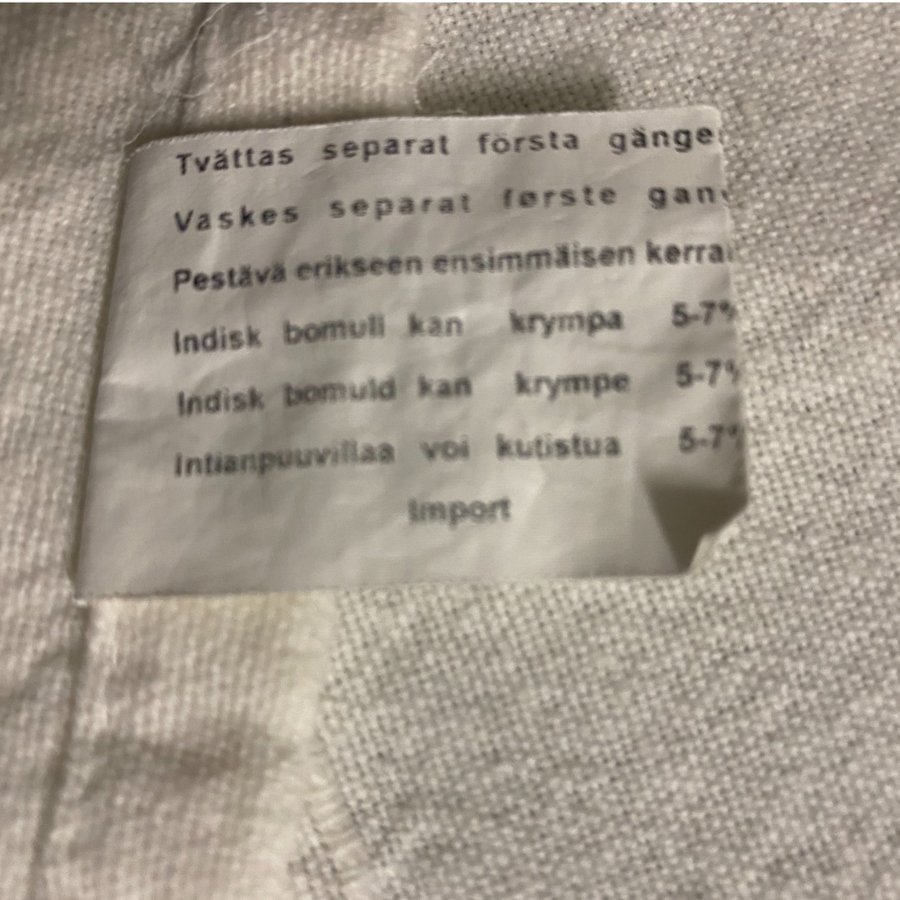 Tvättas separat första gånge
Vaskes separat første gan
Pestävä erikseen ensimmäisen kerra
Indisk bomull kan krympa 5-7%
Indisk bomuld kan krympe 5-7%
Intianpuuvillaa voi kutistua 5-7%
Import